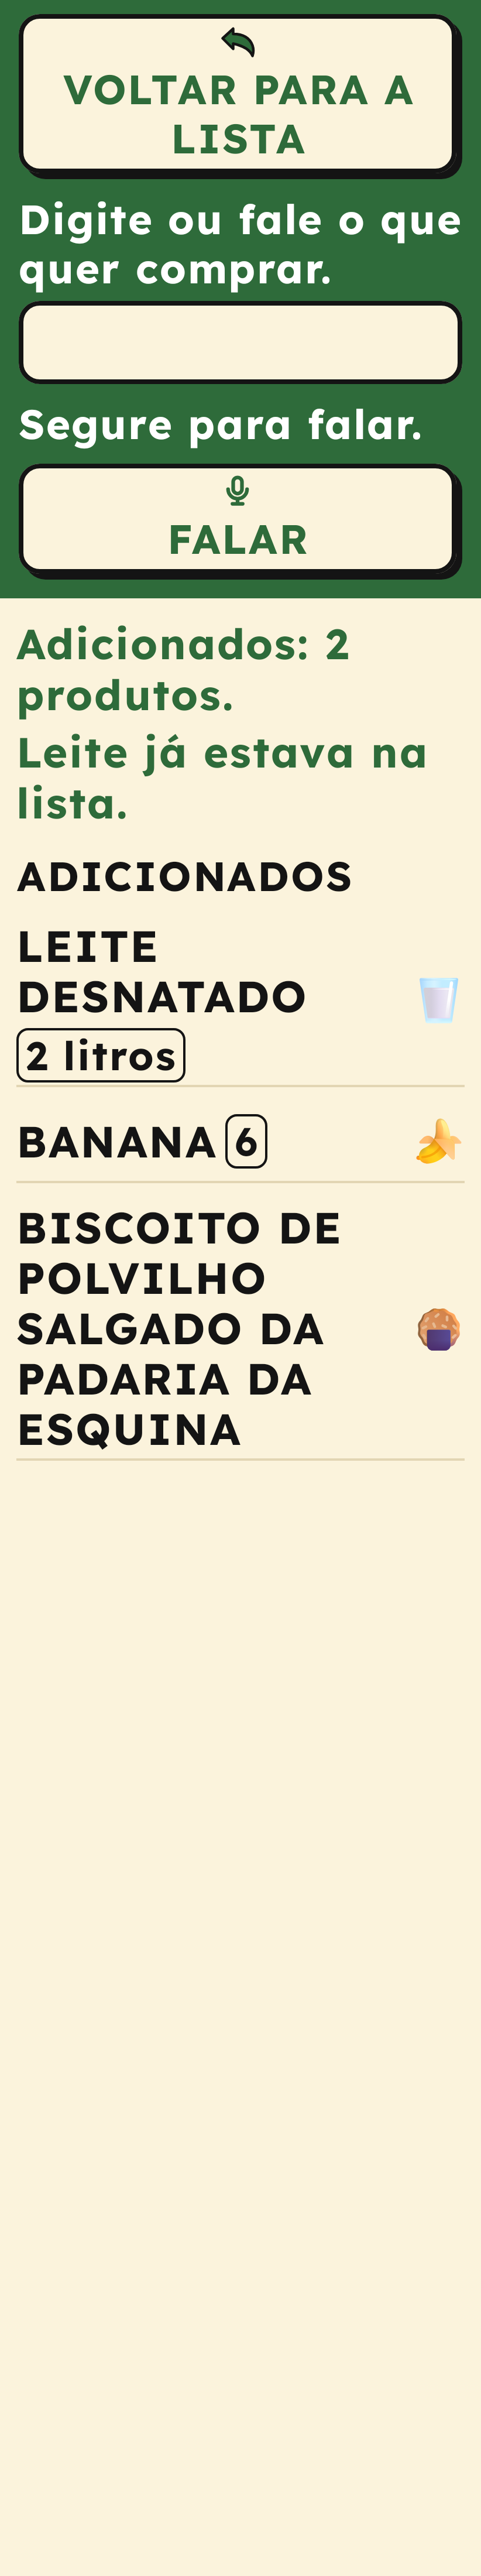 VOLTAR PARA A
LISTA
Digite ou fale o que
quer comprar.
Segure para falar.
FALAR
Adicionados: 2
produtos.
Leite já estava na
lista.
ADICIONADOS
LEITE
DESNATADO
2 litros
BANANA 6
BISCOITO DE
POLVILHO
SALGADO DA
PADARIA DA
ESQUINA